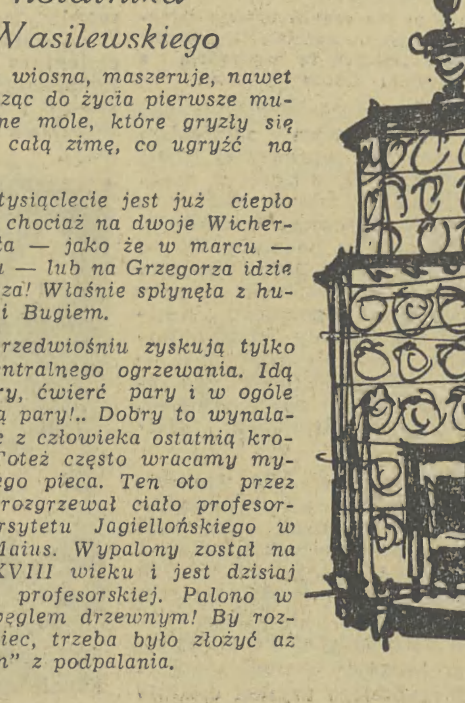 Wasilewskiego
wiosna, maszeruje, nawet
ząc do życia pierwsze mu-
ne mole, które gryzły się
całą zimę, co ugryźć na
tysiąclecie jest już ciepło
chociaż na dwoje Wicher-
ła — jako że w marcu —
— lub na Grzegorza idzie
za! Właśnie spłynęła z hu-
i Bugiem.
rzedwiośniu zyskują tylko
entralnego ogrzewania. Idą
ry, ćwierć pary i w ogóle
ą pary!.. Dobry to wynala-
e z człowieka ostatnią kro-
Toteż często wracamy my-
ego pieca. Ten oto przez
rozgrzewał ciało profesor-
rsytetu Jagiellońskiego w
Maius. Wypalony został na
XVIII wieku i jest dzisiaj
profesorskiej. Palono w
węglem drzewnym! By roz-
iec, trzeba było złożyć aż
n" z podpalania.